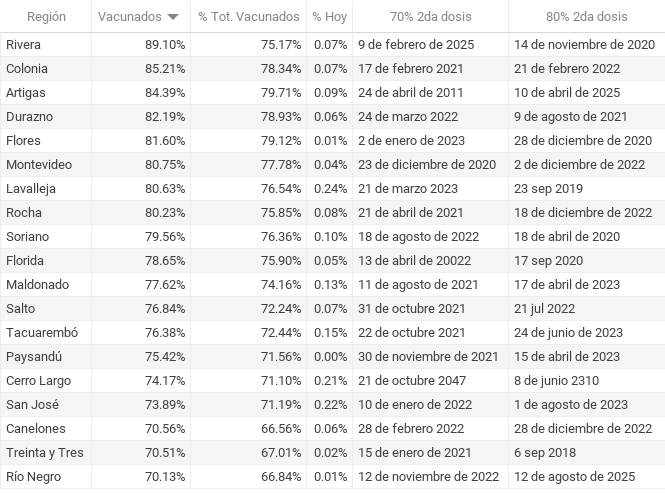 Región Vacunados % Tot. Vacunados % Hoy 70% 2da dosis 80% 2da dosis
Rivera 89.10% 75.17% 0.07% 9 de febrero de 2025 14 de noviembre de 2020
Colonia 85.21% 78.34% 0.07% 17 de febrero 2021 21 de febrero 2022
Artigas 84.39% 79.71% 0.09% 24 de abril de 2011 10 de abril de 2025
Durazno 82.19% 78.93% 0.06% 24 de marzo 2022 9 de agosto de 2021
Flores 81.60% 79.12% 0.01% 2 de enero de 2023 28 de diciembre de 2020
Montevideo 80.75% 77.78% 0.04% 23 de diciembre de 2020 2 de diciembre de 2022
Lavalleja 80.63% 76.54% 0.24% 21 de marzo 2023 23 sep 2019
Rocha 80.23% 75.85% 0.08% 21 de abril de 2021 18 de diciembre de 2022
Soriano 79.56% 76.36% 0.10% 18 de agosto de 2022 18 de abril de 2020
Florida 78.65% 75.90% 0.05% 13 de abril de 20022 17 sep 2020
Maldonado 77.62% 74.16% 0.13% 11 de agosto de 2021 17 de abril de 2023
Salto 76.84% 72.24% 0.07% 31 de octubre 2021 21 jul 2022
Tacuarembó 76.38% 72.44% 0.15% 22 de octubre 2021 24 de junio de 2023
Paysandú 75.42% 71.56% 0.00% 30 de noviembre de 2021 15 de abril de 2023
Cerro Largo 74.17% 71.10% 0.21% 21 de octubre 2047 8 de junio 2310
San José 73.89% 71.19% 0.22% 10 de enero de 2022 1 de agosto de 2023
Canelones 70.56% 66.56% 0.06% 28 de febrero 2022 28 de diciembre de 2022
Treinta y Tres 70.51% 67.01% 0.02% 15 de enero de 2021 6 sep 2018
Río Negro 70.13% 66.84% 0.01% 12 de noviembre de 2022 12 de agosto de 2025